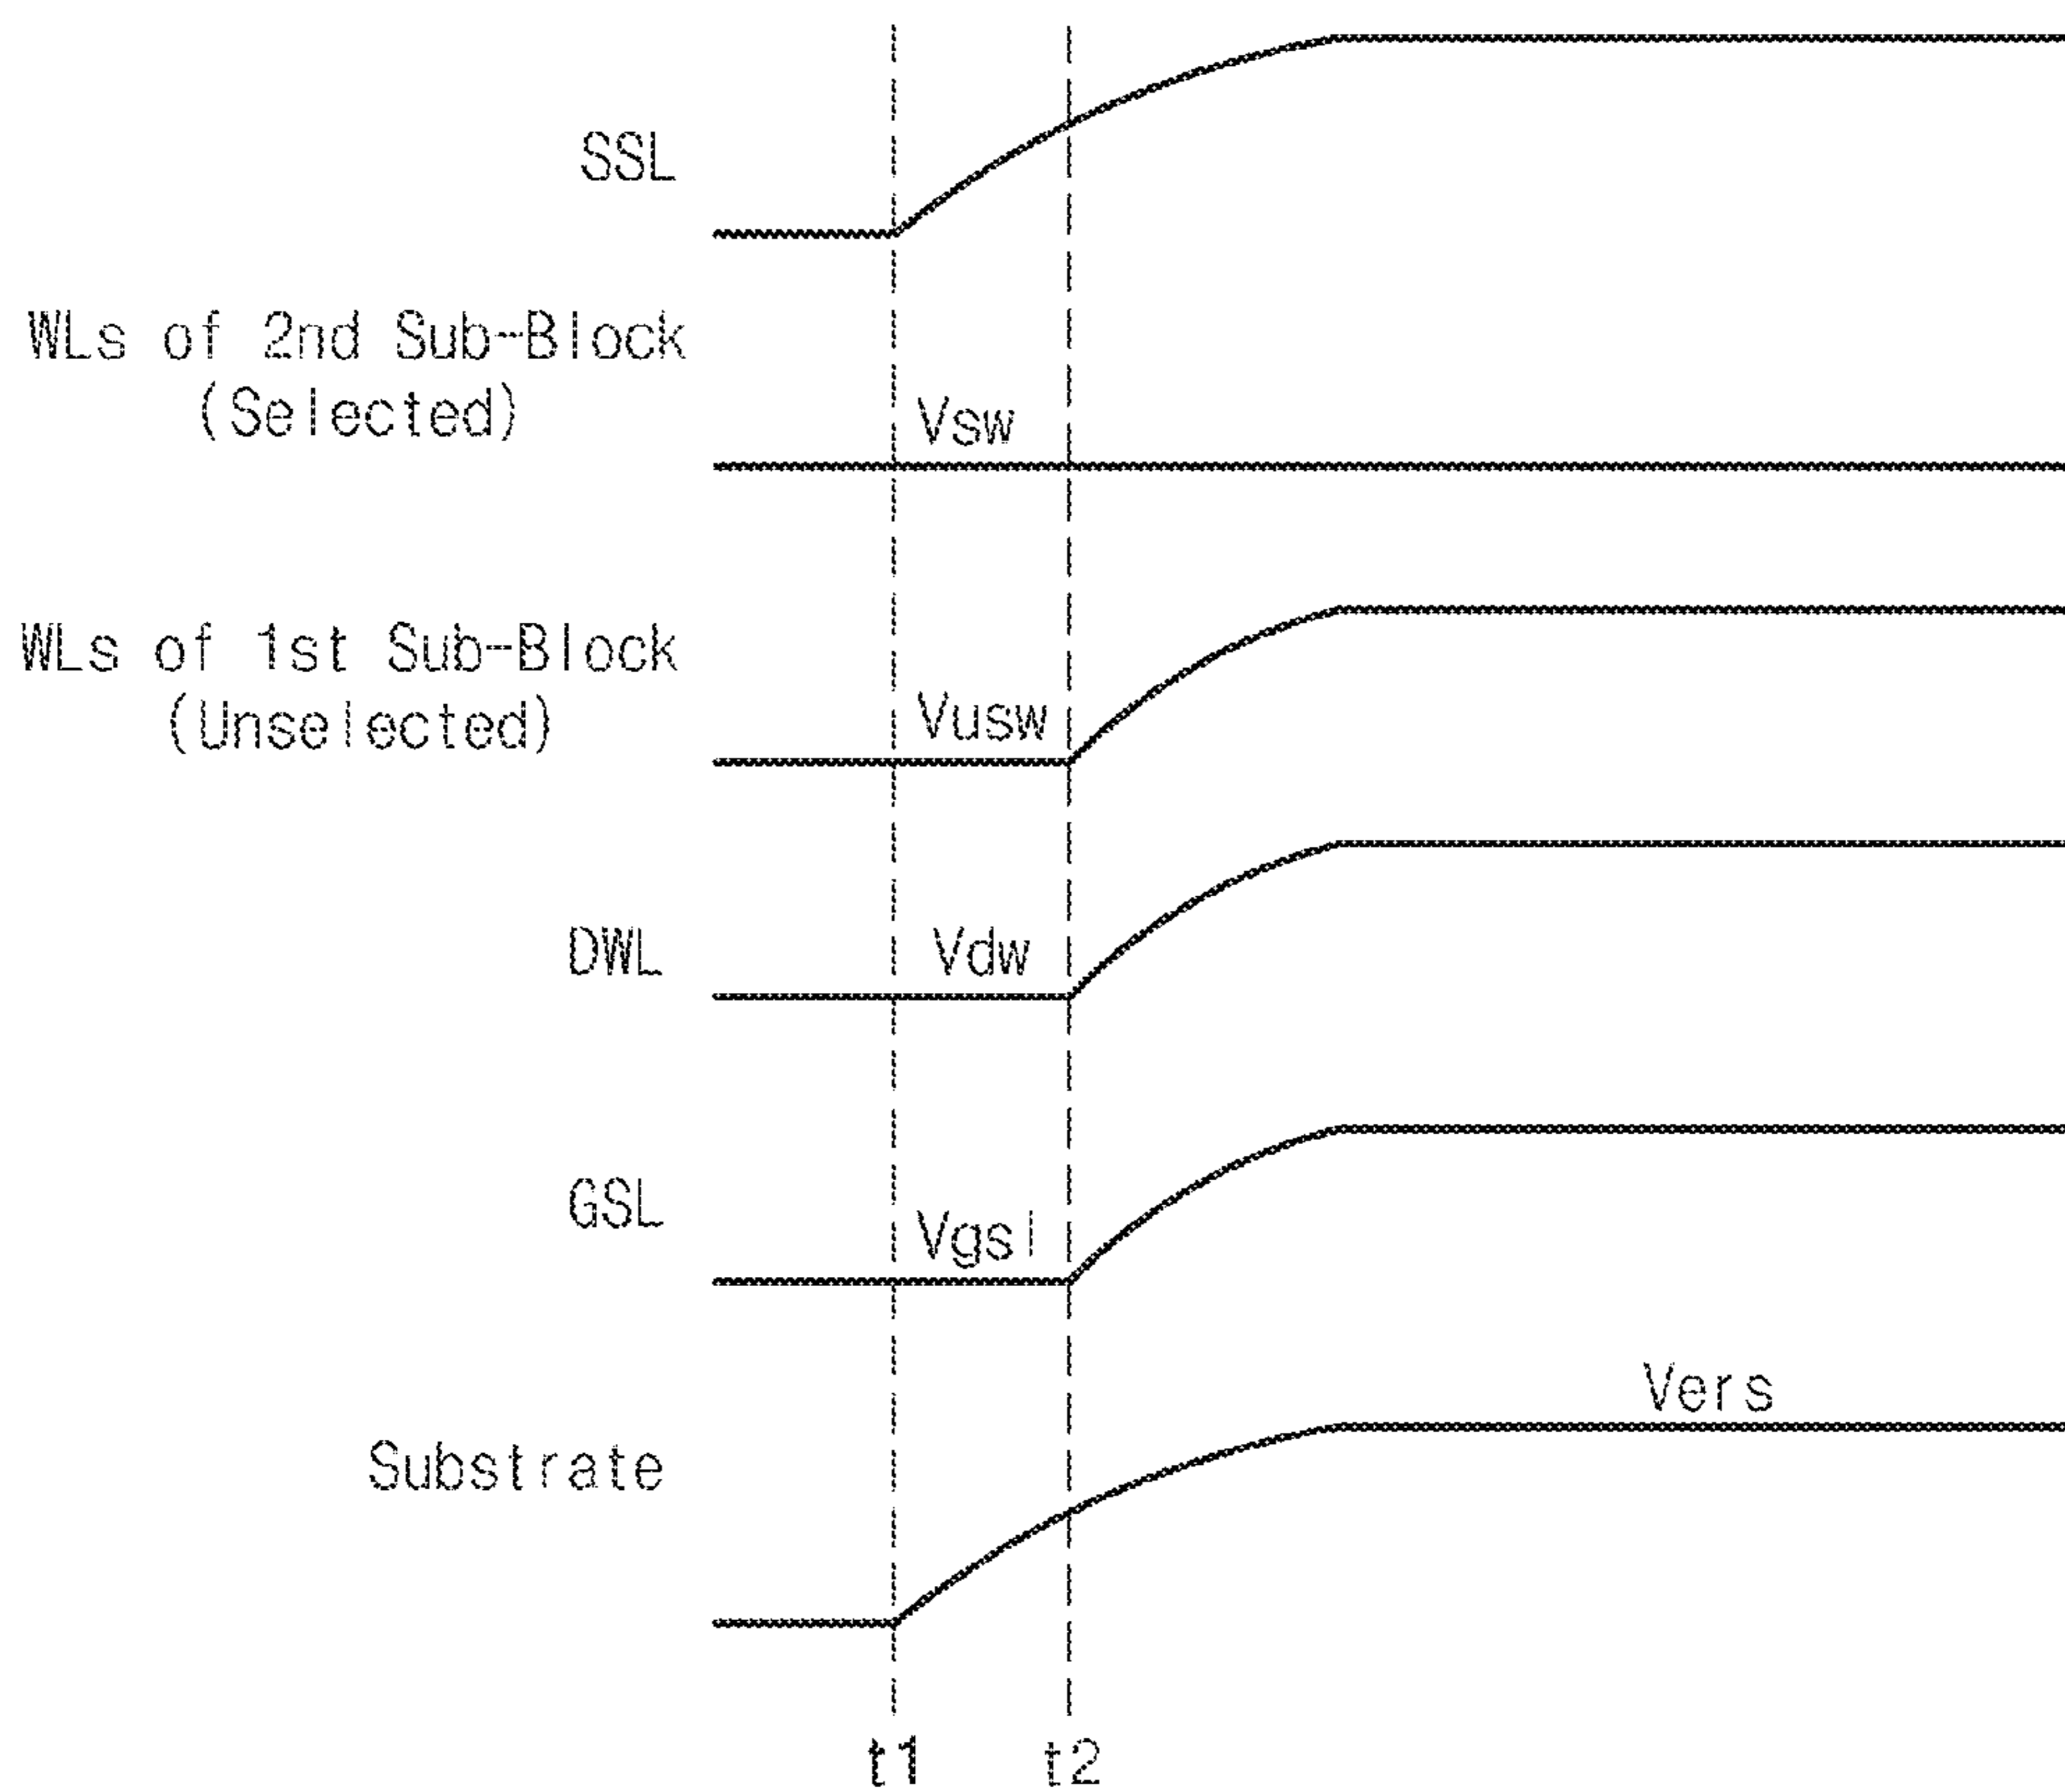 SSL
WLs of 2nd Sub-Block
(Selected)
Vsw
WLs of 1st Sub-Block
(Unselected)
Vusw
DWL
Vdw
GSL
Vgsl
Vers
Substrate
t1
t2